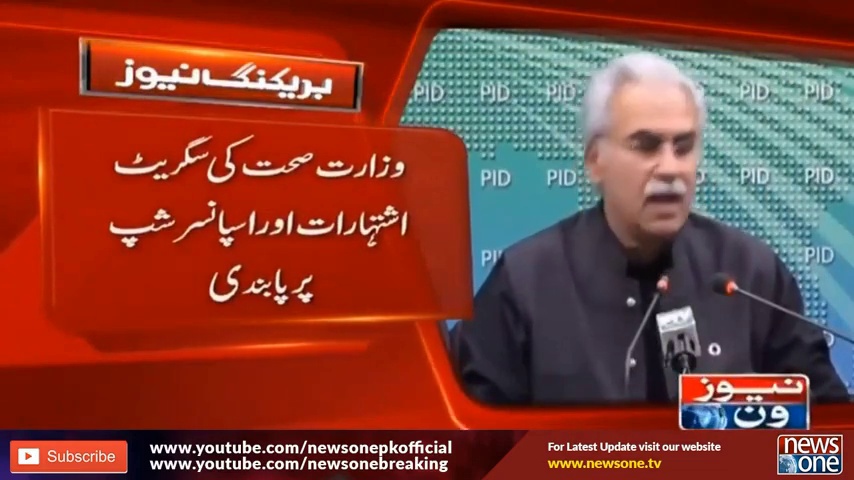 بریکنگ نیوز
وزارت صحت کی سگریٹ
اشتہارات اور اسپانسر شپ
پر پابندی
PID PID PID PID PID
PID PID PID PID
PID PID
نیوز
ون
Subscribe
www.youtube.com/newsonepkofficial
www.youtube.com/newsonebreaking
For Latest Update visit our website
www.newsone.tv
news
one